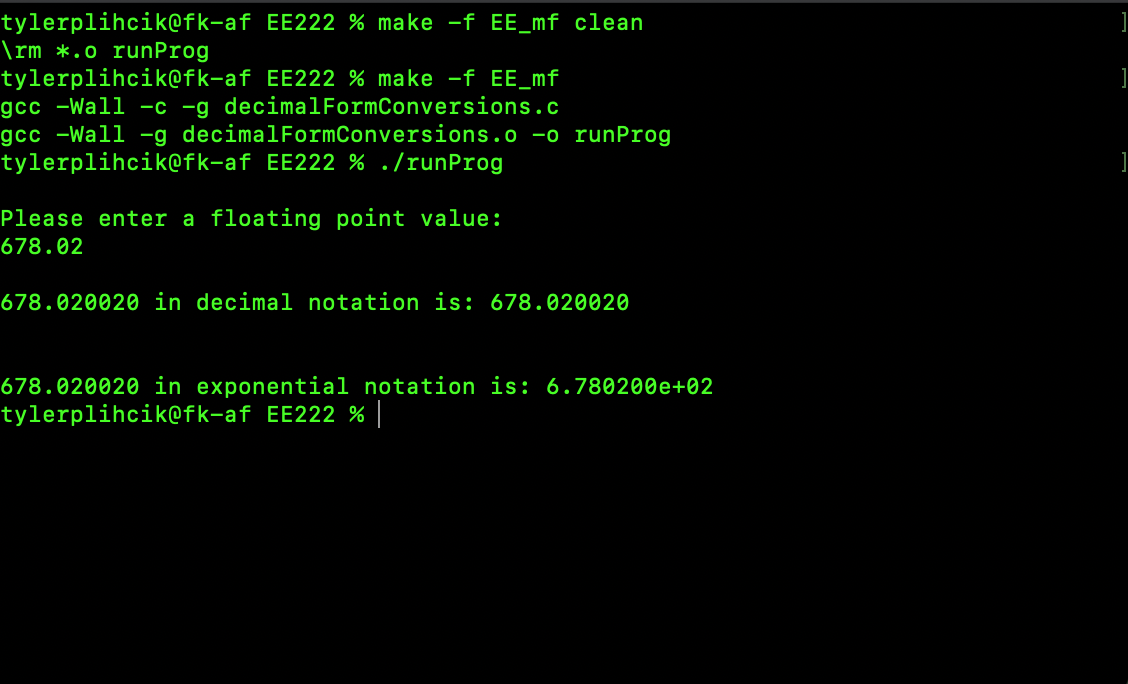 tylerplihcik@fk-af EE222 % make -f EE_mf clean ]
\rm *.o runProg
tylerplihcik@fk-af EE222 % make -f EE_mf ]
gcc -Wall -c -g decimalFormConversions.c
gcc -Wall -g decimalFormConversions.o -o runProg
tylerplihcik@fk-af EE222 % ./runProg ]
Please enter a floating point value:
678.02
678.020020 in decimal notation is: 678.020020
678.020020 in exponential notation is: 6.780200e+02
tylerplihcik@fk-af EE222 %